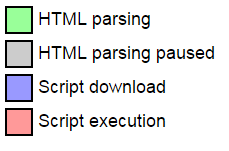 HTML parsing
HTML parsing paused
Script download
Script execution